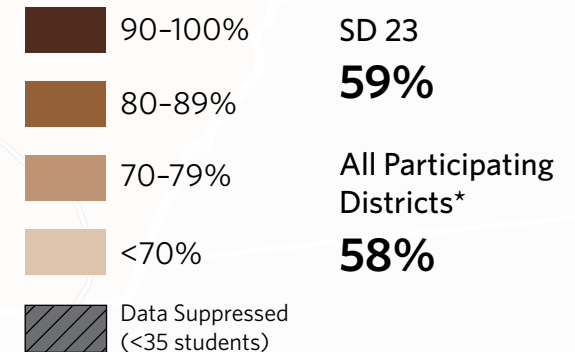 90–100%
80–89%
70–79%
<70%
Data Suppressed
(<35 students)
SD 23
59%
All Participating
Districts*
58%